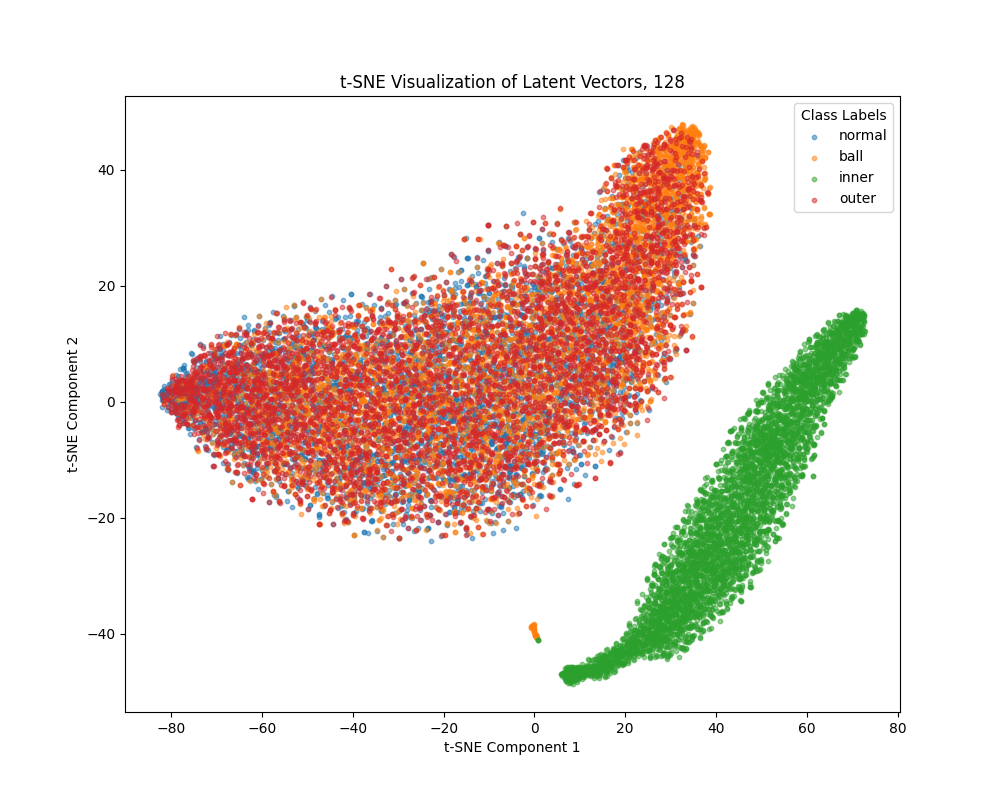 t-SNE Visualization of Latent Vectors, 128
Class Labels
normal
ball
inner
outer
40
20
0
−20
−40
t-SNE Component 2
−80 −60 −40 −20 0 20 40 60 80
t-SNE Component 1